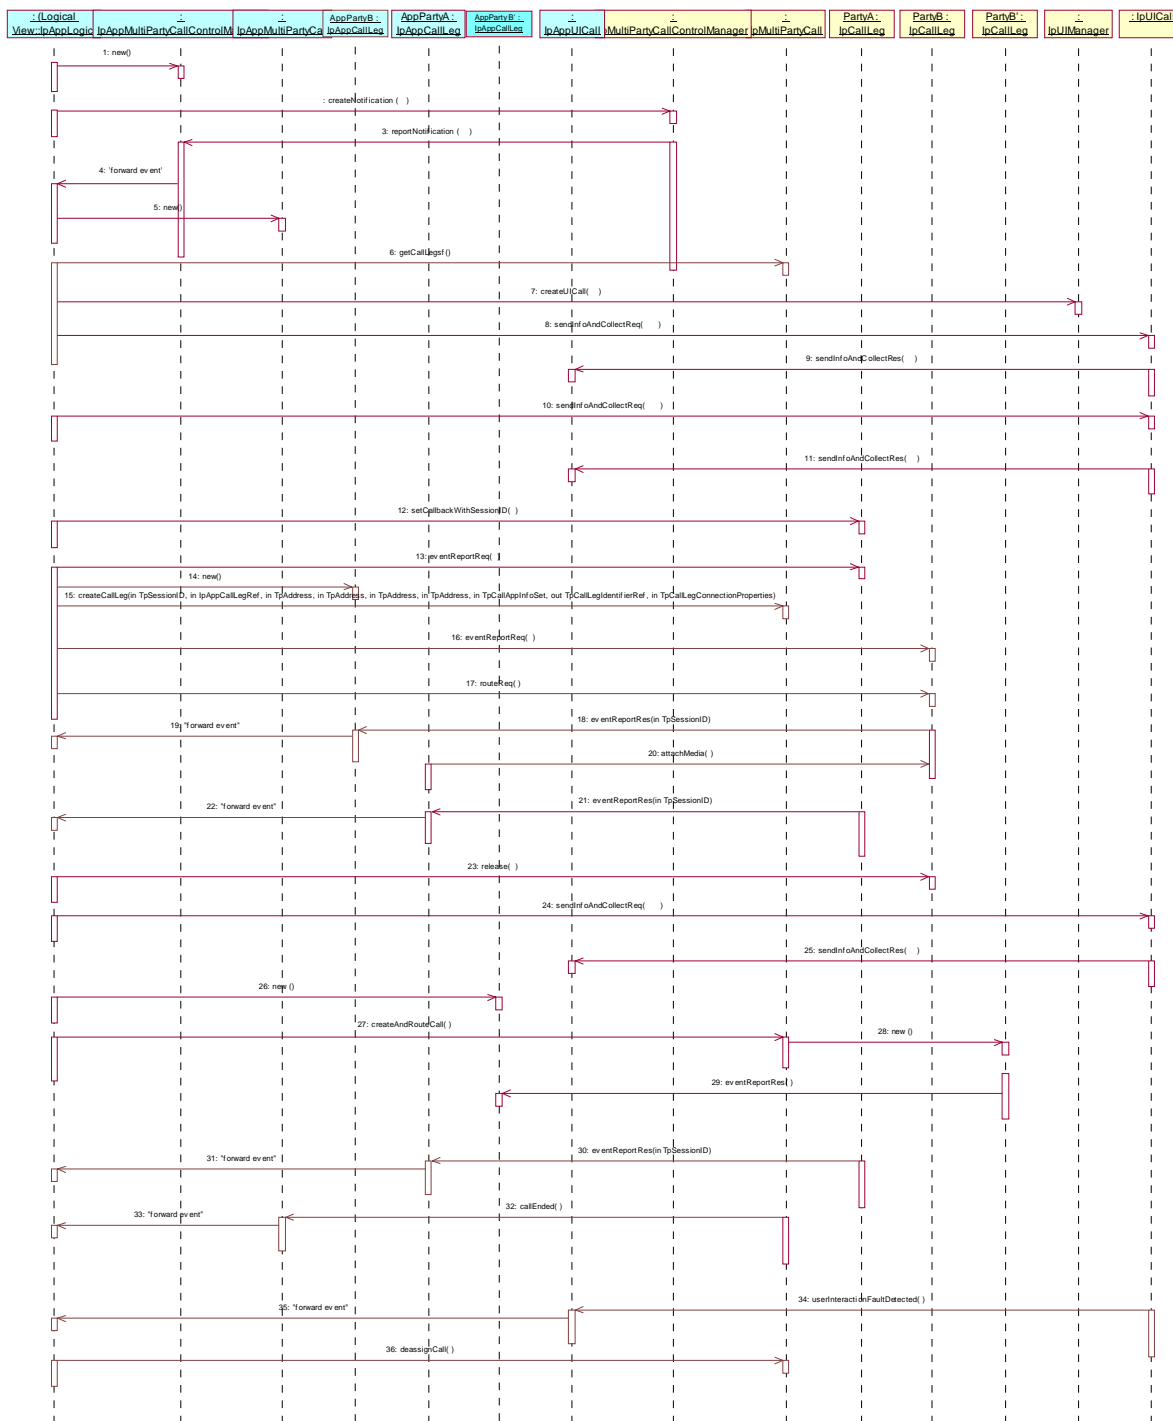 : (Logical
View::IpAppLogic
:
IpAppMultiPartyCallControlM
:
IpAppMultiPartyCa
AppPartyB :
IpAppCallLeg
AppPartyA :
IpAppCallLeg
AppPartyB' :
IpAppCallLeg
:
IpAppUICall
:
MultiPartyCallControlManager
:
pMultiPartyCall
PartyA :
IpCallLeg
PartyB :
IpCallLeg
PartyB' :
IpCallLeg
:
IpUIManager
: IpUICall
1: new()
: createNotification ( )
3: reportNotification ( )
4: 'forward event'
5: new()
6: getCallLegsf()
7: createUICall( )
8: sendInfoAndCollectReq( )
9: sendInfoAndCollectRes( )
10: sendInfoAndCollectReq( )
11: sendInfoAndCollectRes( )
12: setCallbackWithSessionID( )
13: eventReportReq( )
14: new()
15: createCallLeg(in TpSessionID, in IpAppCallLegRef, in TpAddress, in TpAddress, in TpAddress, in TpAddress, in TpCallAppInfoSet, out TpCallLegIdentifierRef, in TpCallLegConnectionProperties)
16: eventReportReq( )
17: routeReq( )
18: eventReportRes(in TpSessionID)
19: "forward event"
20: attachMedia( )
21: eventReportRes(in TpSessionID)
22: "forward event"
23: release( )
24: sendInfoAndCollectReq( )
25: sendInfoAndCollectRes( )
26: new ()
27: createAndRouteCall( )
28: new ()
29: eventReportRes( )
30: eventReportRes(in TpSessionID)
31: "forward event"
32: callEnded( )
33: "forward event"
34: userInteractionFaultDetected( )
35: "forward event"
36: deassignCall( )